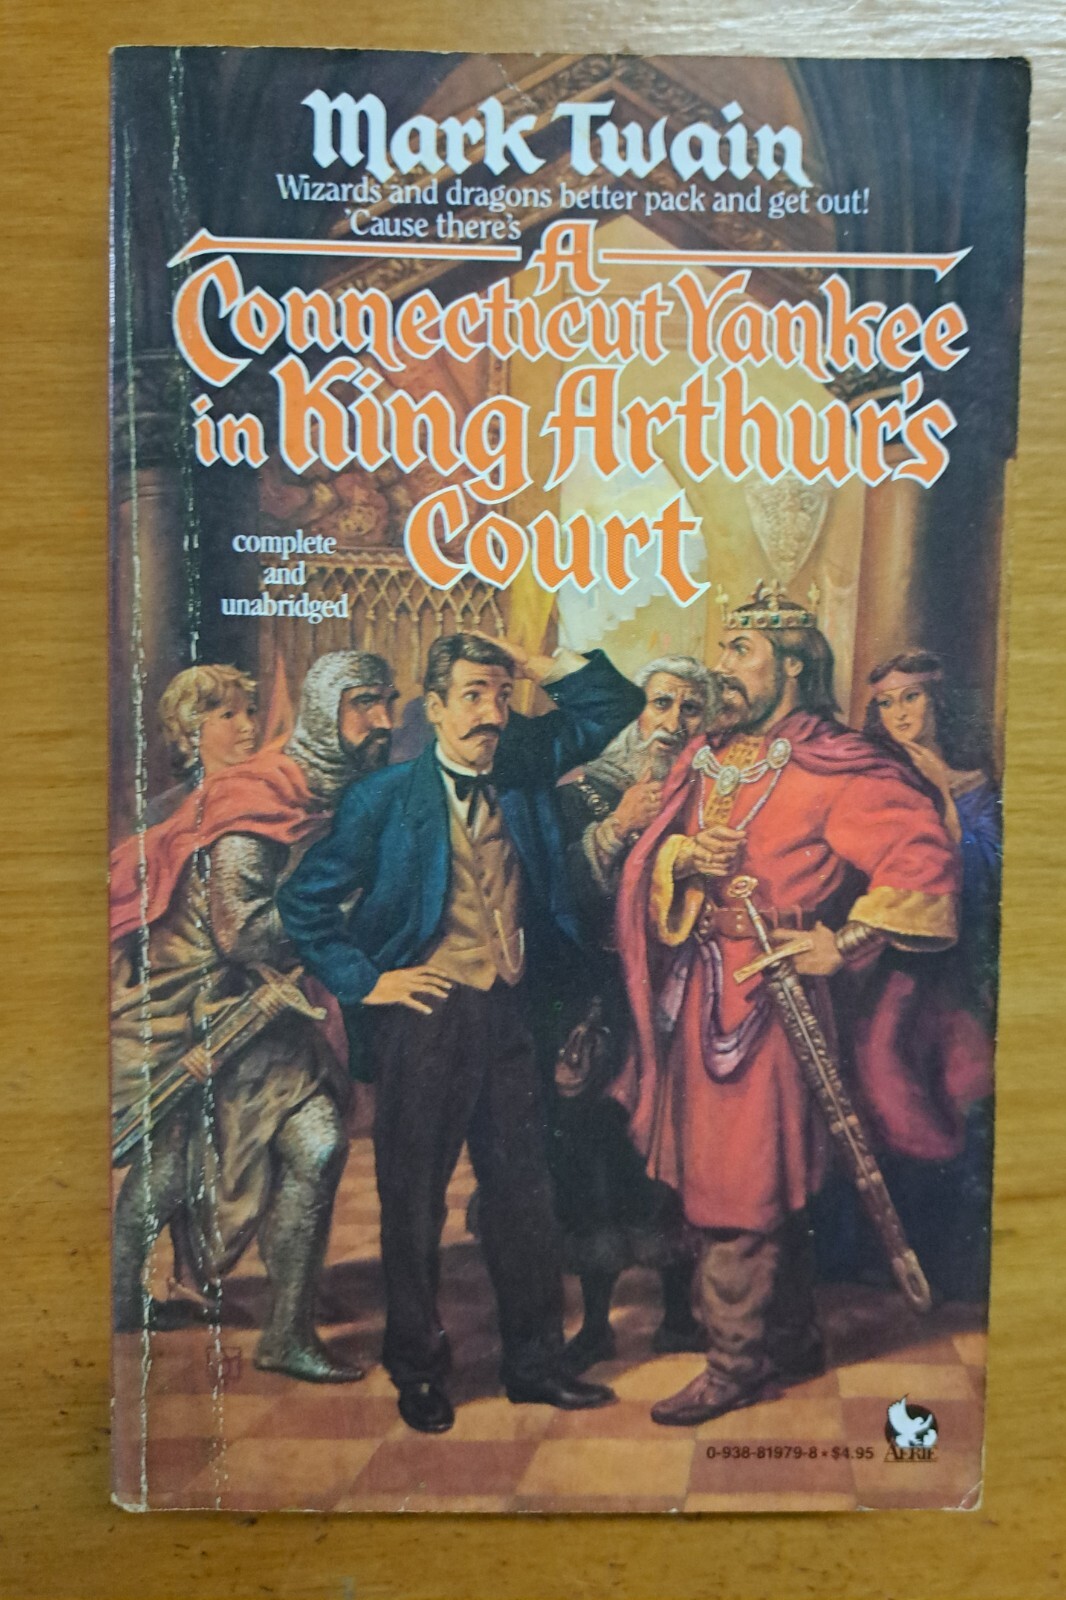 Mark Twain
Wizards and dragons better pack and get out!
'Cause there's
A
Connecticut Yankee
in King Arthur's
Court
complete
and
unabridged
0-938-81979-8 • $4.95
AERIE